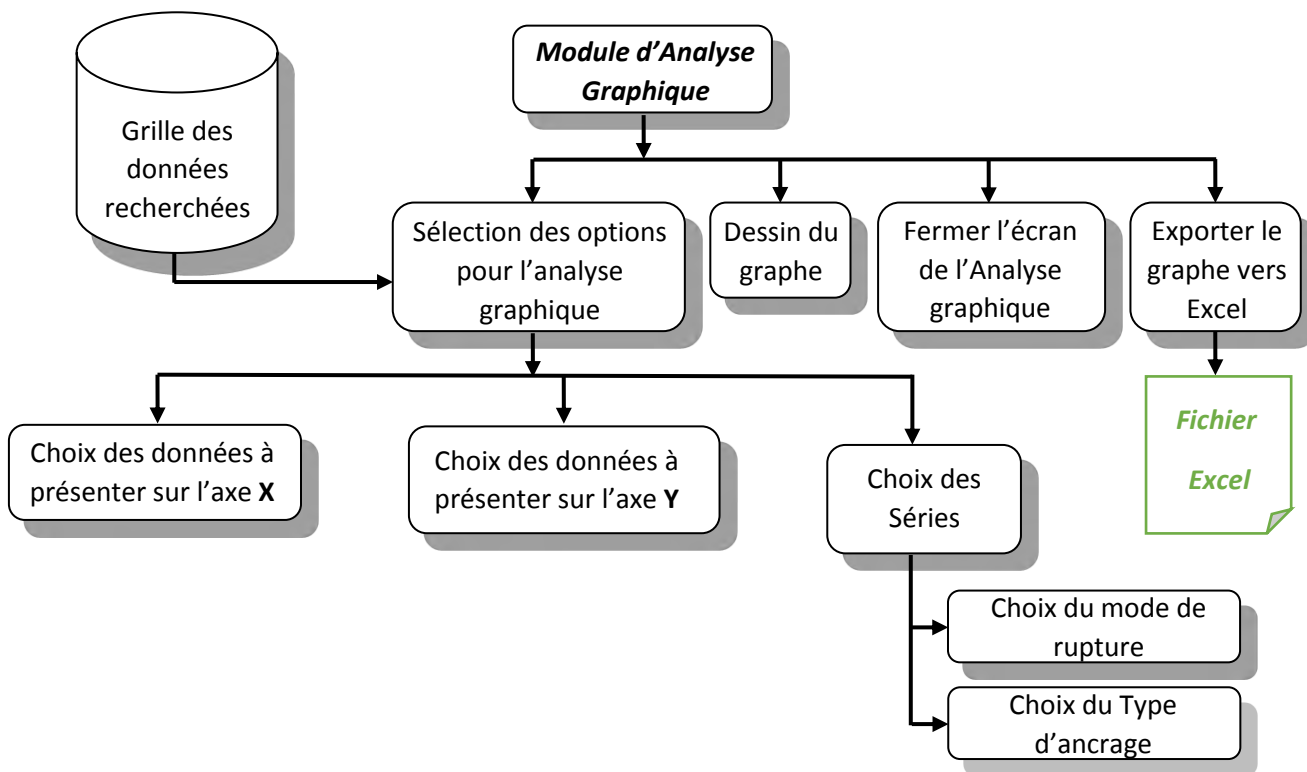 Module d’Analyse
Graphique
Grille des
données
recherchées
Sélection des options
pour l’analyse
graphique
Dessin du
graphe
Fermer l’écran
de l’Analyse
graphique
Exporter le
graphe vers
Excel
Fichier
Excel
Choix des données à
présenter sur l’axe X
Choix des données à
présenter sur l’axe Y
Choix des
Séries
Choix du mode de
rupture
Choix du Type
d’ancrage